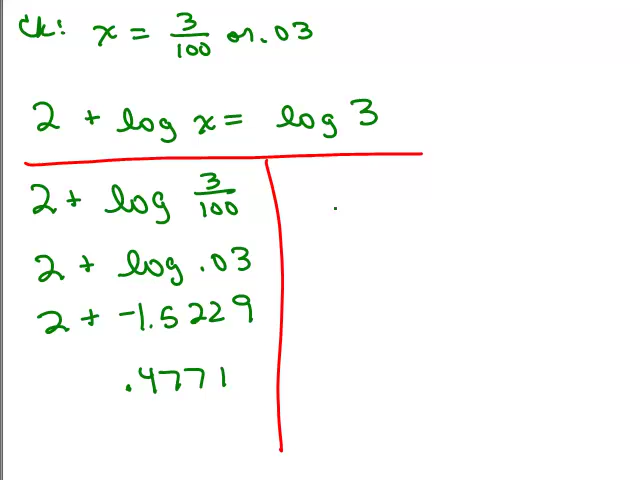 Ck: x = 3/100 or .03
2 + log x = log 3
2 + log 3/100
2 + log .03
2 + -1.5229
.4771